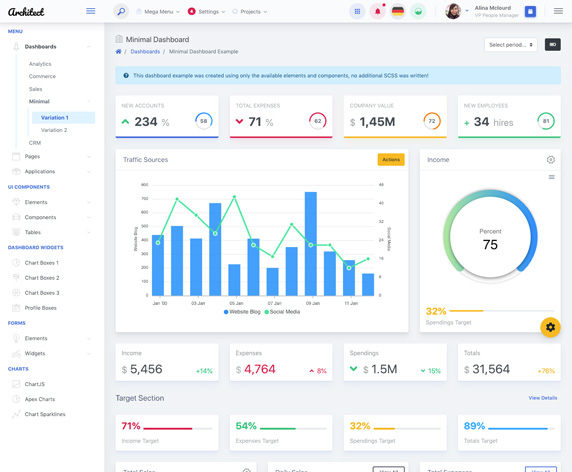 Architect
Mega Menu
Settings
Projects
Alina Mclourd
VP People Manager
MENU
Dashboards
Analytics
Commerce
Sales
Minimal
Variation 1
Variation 2
CRM
Pages
Applications
UI COMPONENTS
Elements
Components
Tables
DASHBOARD WIDGETS
Chart Boxes 1
Chart Boxes 2
Chart Boxes 3
Profile Boxes
FORMS
Elements
Widgets
CHARTS
ChartJS
Apex Charts
Chart Sparklines
Minimal Dashboard
/ Dashboards / Minimal Dashboard Example
Select period...
This dashboard example was created using only the available elements and components, no additional SCSS was written!
NEW ACCOUNTS
234 %
58
TOTAL EXPENSES
71 %
62
COMPANY VALUE
$ 1,45M
72
NEW EMPLOYEES
+ 34 hires
81
Traffic Sources
Actions
Website Blog
800
700
600
500
400
300
200
100
0
Social Media
48
40
32
24
16
8
0
Jan '00
03 Jan
05 Jan
07 Jan
09 Jan
11 Jan
Website Blog
Social Media
Income
Percent
75
32%
Spendings Target
Income
$ 5,456
+14%
Expenses
$ 4,764
8%
Spendings
$ 1.5M
15%
Totals
$ 31,564
+76%
Target Section
View Details
71%
Income Target
54%
Expenses Target
32%
Spendings Target
89%
Totals Target
Total Sales
Daily Sales
View All
Total Expenses
View All